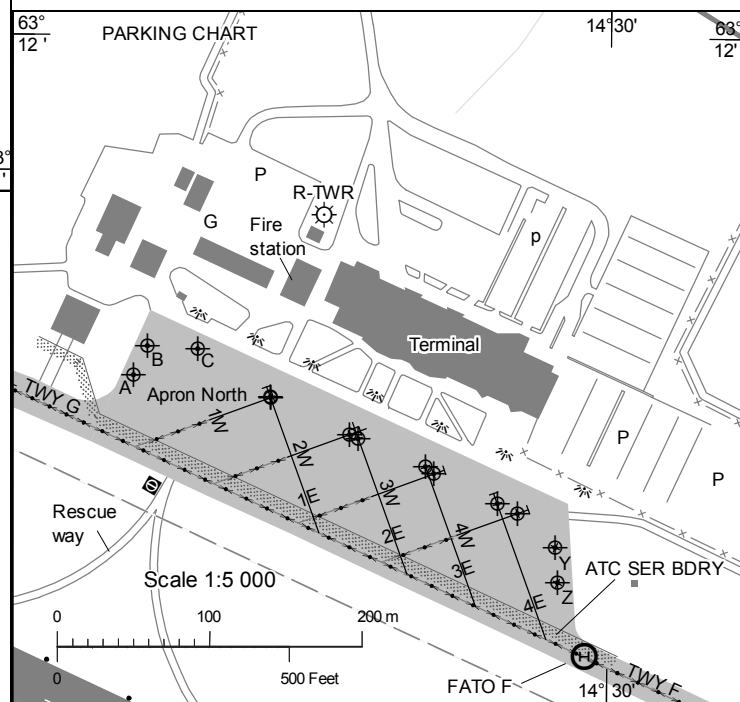 63°
12 '
PARKING CHART
14°30'
63°
12'
P
R-TWR
G
Fire
station
p
Terminal
B
C
A
Apron North
TWY G
1W
2W
3W
4W
1E
2E
3E
4E
P
P
Y
Z
Rescue
way
ATC SER BDRY
Scale 1:5 000
0
100
200 m
0
500 Feet
H
FATO F
TWY F
14° 30'